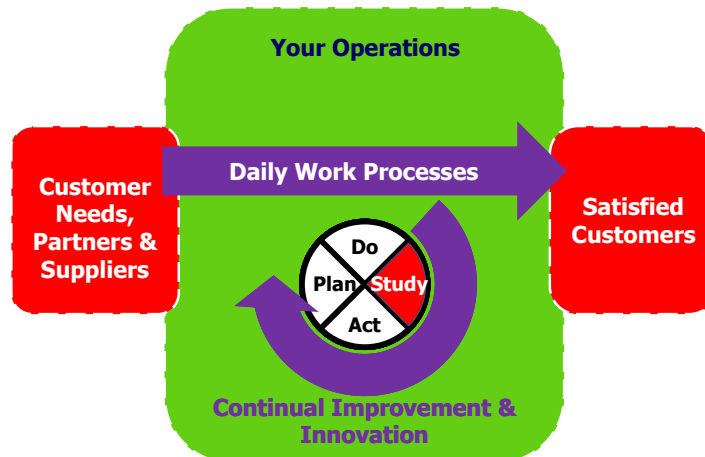 Your Operations
Daily Work Processes
Customer
Needs,
Partners &
Suppliers
Satisfied
Customers
Do
Plan
Study
Act
Continual Improvement &
Innovation